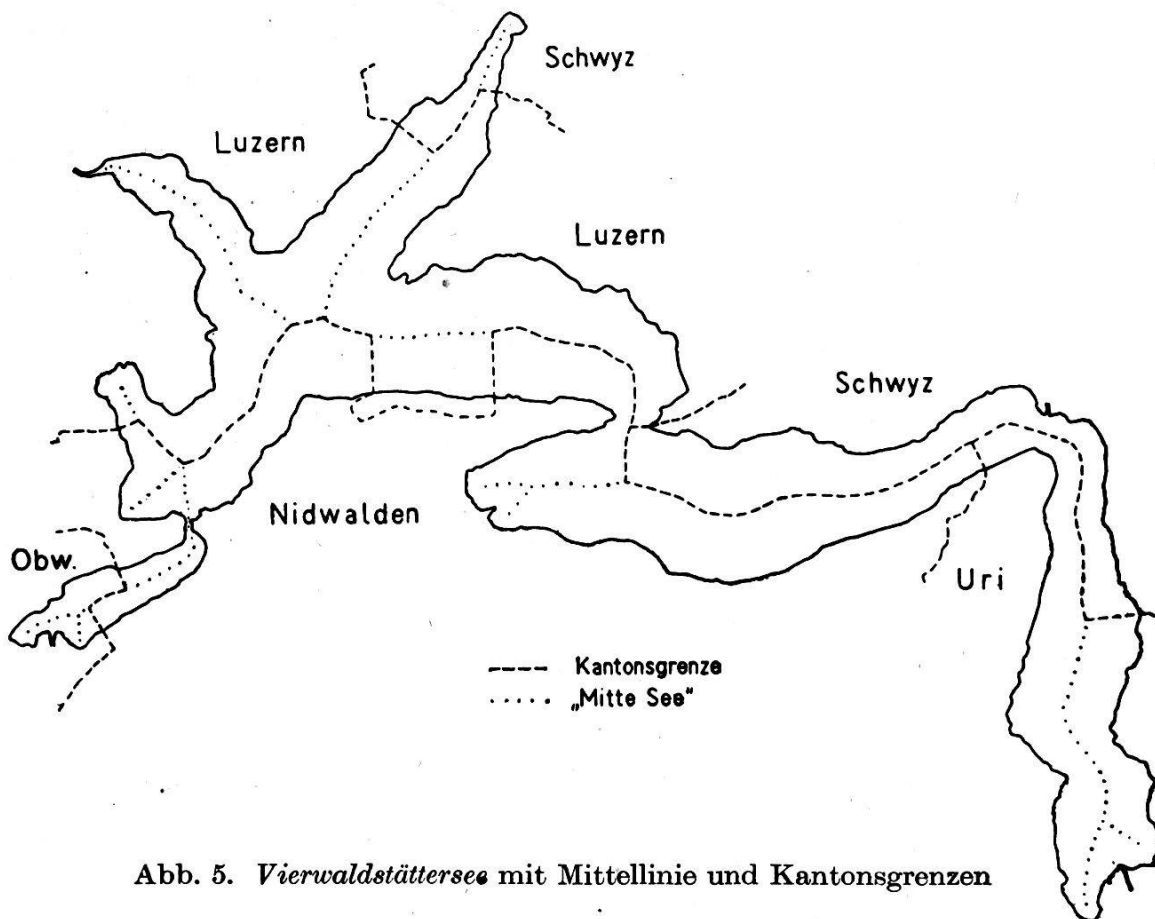 Schwyz
Luzern
Luzern
Schwyz
Nidwalden
Obw.
Uri
Kantonsgrenze
„Mitte See"
Abb. 5. Vierwaldstättersee mit Mittellinie und Kantonsgrenzen